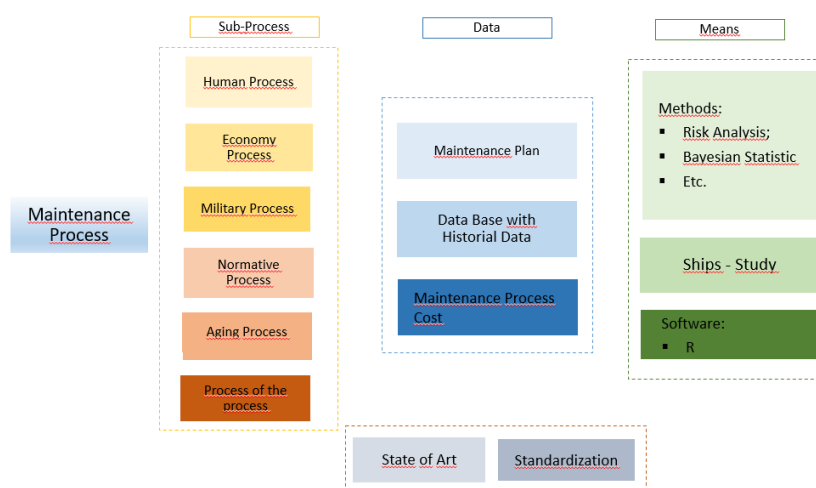 Sub-Process
Data
Means
Human Process
Economy
Process
Military Process
Normative
Process
Aging Process
Process of the
process
Maintenance
Process
Maintenance Plan
Data Base with
Historial Data
Maintenance Process
Cost
Methods:
▪ Risk Analysis;
▪ Bayesian Statistic
▪ Etc.
Ships - Study
Software:
▪ R
State of Art
Standardization